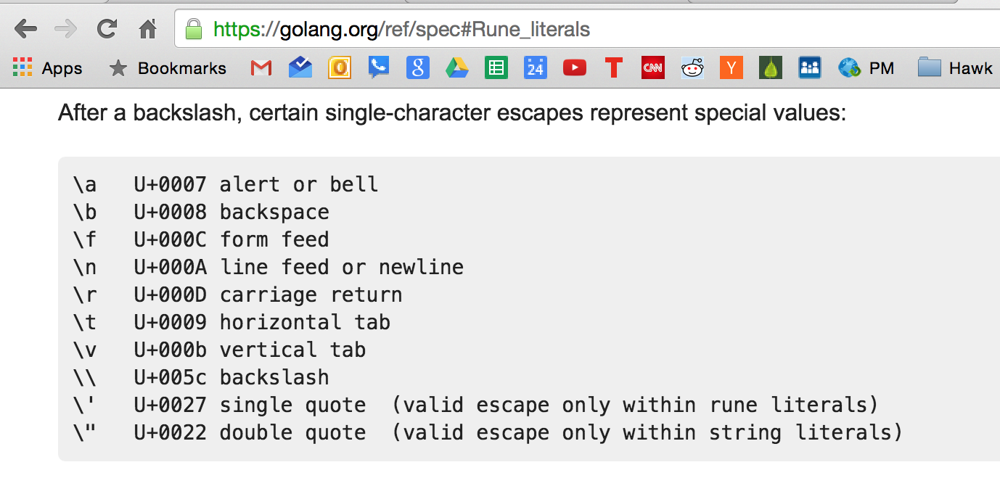 https://golang.org/ref/spec#Rune_literals
Apps Bookmarks 24 T CNN Y PM Hawk
After a backslash, certain single-character escapes represent special values:
\a   U+0007 alert or bell
\b   U+0008 backspace
\f   U+000C form feed
\n   U+000A line feed or newline
\r   U+000D carriage return
\t   U+0009 horizontal tab
\v   U+000b vertical tab
\\   U+005c backslash
\'   U+0027 single quote  (valid escape only within rune literals)
\"   U+0022 double quote  (valid escape only within string literals)